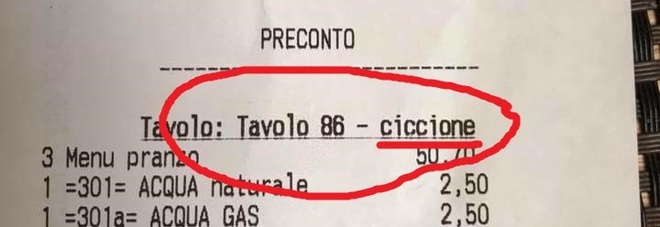 PRECONTO
Tavolo: Tavolo 86 - ciccione
3 Menu pranzo 50,70
1 =301= ACQUA naturale 2,50
1 =301a= ACQUA GAS 2,50